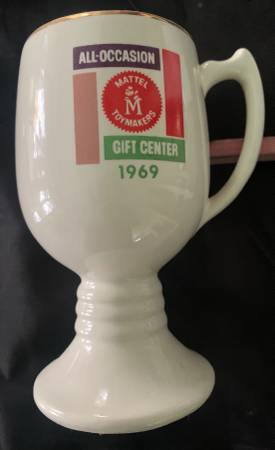 ALL-OCCASION
MATTEL
M
TOYMAKERS
GIFT CENTER
1969